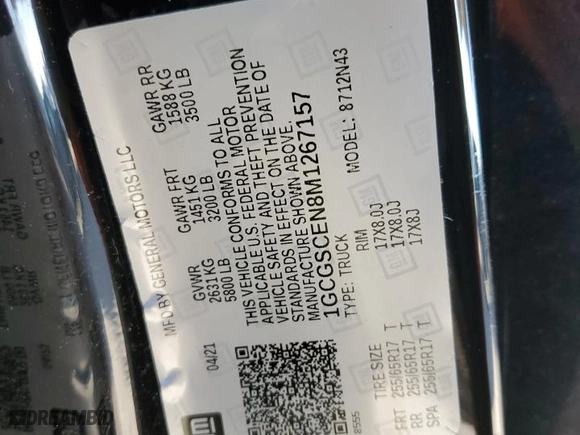 MFD BY GENERAL MOTORS LLC
04/21 GVWR GAWR FRT GAWR RR
2631 KG 1451 KG 1588 KG
5800 LB 3200 LB 3500 LB
THIS VEHICLE CONFORMS TO ALL
APPLICABLE U.S. FEDERAL MOTOR
VEHICLE SAFETY AND THEFT PREVENTION
STANDARDS IN EFFECT ON THE DATE OF
MANUFACTURE SHOWN ABOVE.
1GCGSCEN8M1267157
TYPE: TRUCK MODEL: 8712N43
8555 TIRE SIZE RIM
FRT 255/65R17 T 17X8.0J
RR 255/65R17 T 17X8.0J
SPA 255/65R17 T 17X8J
GM
DREAMBID